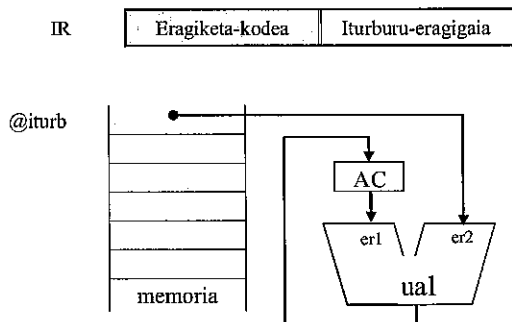 IR Eragiketa-kodea Iturburu-eragigaia
@iturb
AC
er1 er2
ual
memoria